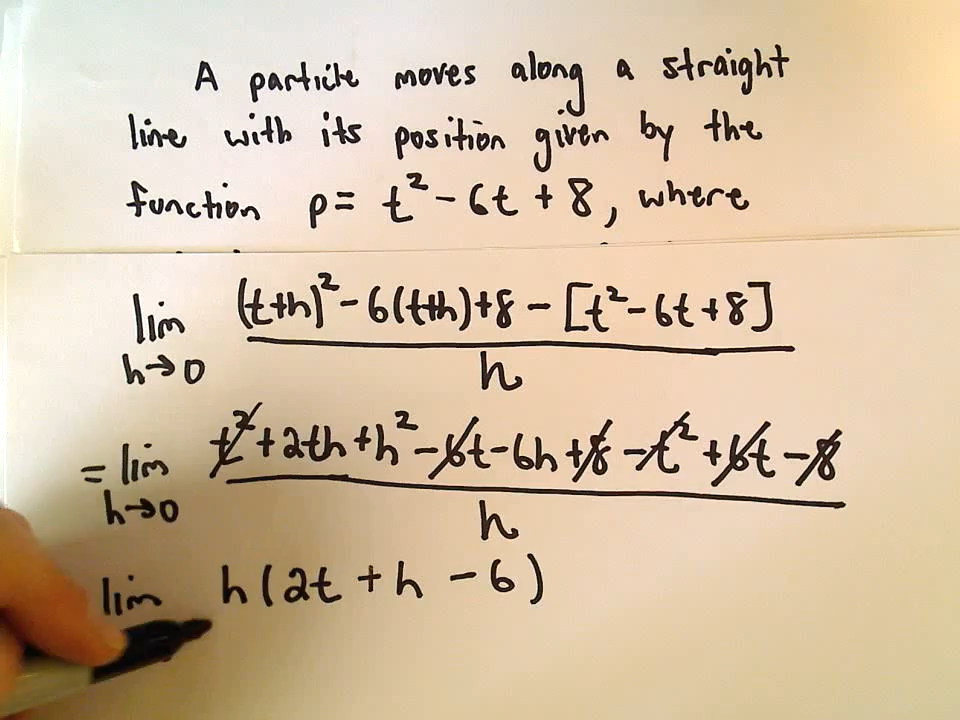 A particle moves along a straight
line with its position given by the
function p = t² - 6t + 8, where
lim (t+h)² - 6(t+h) + 8 - [t² - 6t + 8]
h→0 h
= lim t² + 2th + h² - 6t - 6h + 8 - t² + 6t - 8
h→0 h
lim h(2t + h - 6)